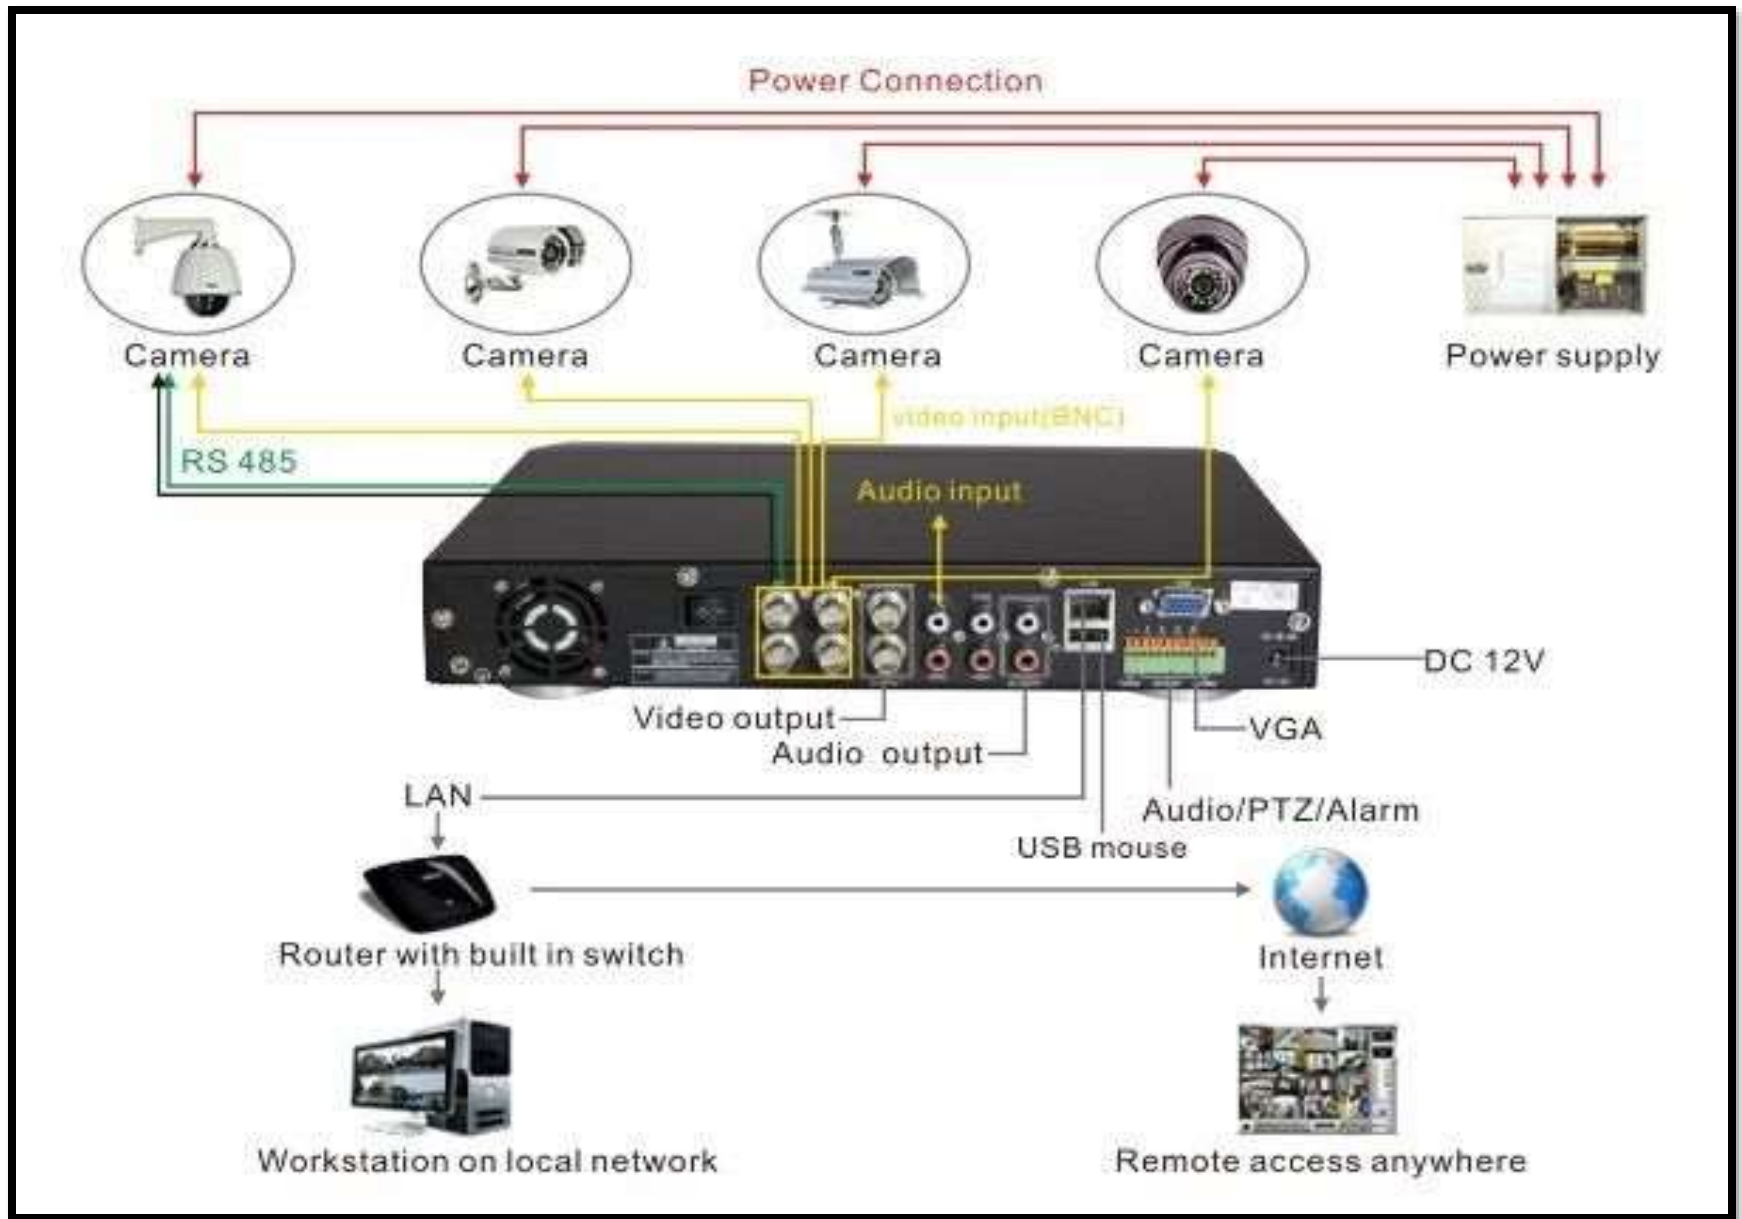 Power Connection
Camera
Camera
Camera
Camera
Power supply
video input(BNC)
RS 485
Audio input
DC 12V
Video output
VGA
Audio output
LAN
Audio/PTZ/Alarm
USB mouse
Router with built in switch
Internet
Workstation on local network
Remote access anywhere